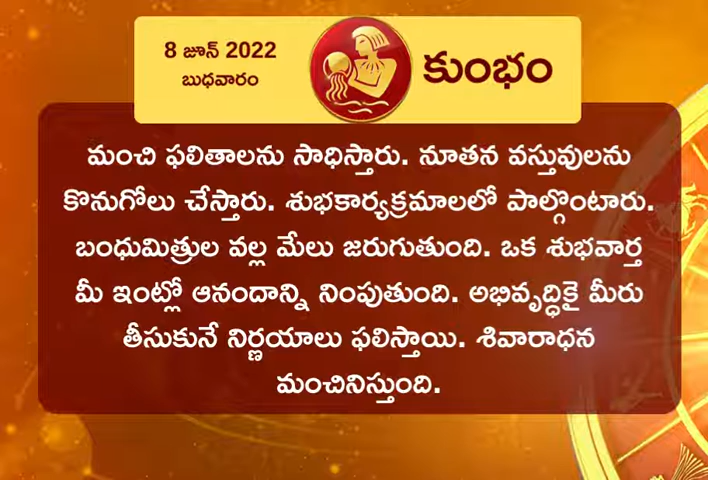 8 జూన్ 2022
బుధవారం
కుంభం
మంచి ఫలితాలను సాధిస్తారు. నూతన వస్తువులను
కొనుగోలు చేస్తారు. శుభకార్యక్రమాలలో పాల్గొంటారు.
బంధుమిత్రుల వల్ల మేలు జరుగుతుంది. ఒక శుభవార్త
మీ ఇంట్లో ఆనందాన్ని నింపుతుంది. అభివృద్ధికై మీరు
తీసుకునే నిర్ణయాలు ఫలిస్తాయి. శివారాధన
మంచినిస్తుంది.